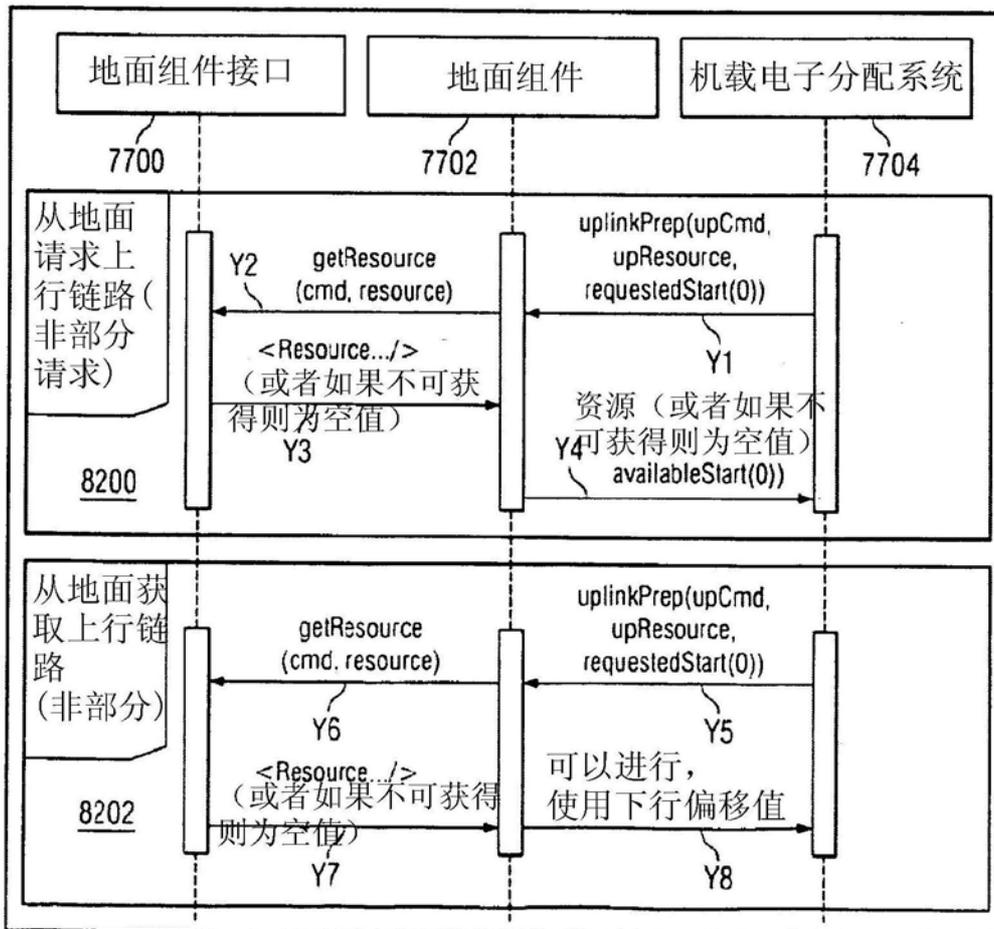 地面组件接口
地面组件
机载电子分配系统
7700
7702
7704
从地面
请求上
行链路(
非部分
请求)
8200
Y2
getResource
(cmd, resource)
uplinkPrep(upCmd,
upResource,
requestedStart(0))
Y1
<Resource.../>
(或者如果不可获
得则为空值)
Y3
资源(或者如果不
可获得则为空值)
Y4
availableStart(0))
从地面获
取上行链
路
(非部分)
8202
getResource
(cmd, resource)
Y6
uplinkPrep(upCmd,
upResource,
requestedStart(0))
Y5
<Resource.../>
(或者如果不可获得
则为空值)
Y7
可以进行,
使用下行偏移值
Y8